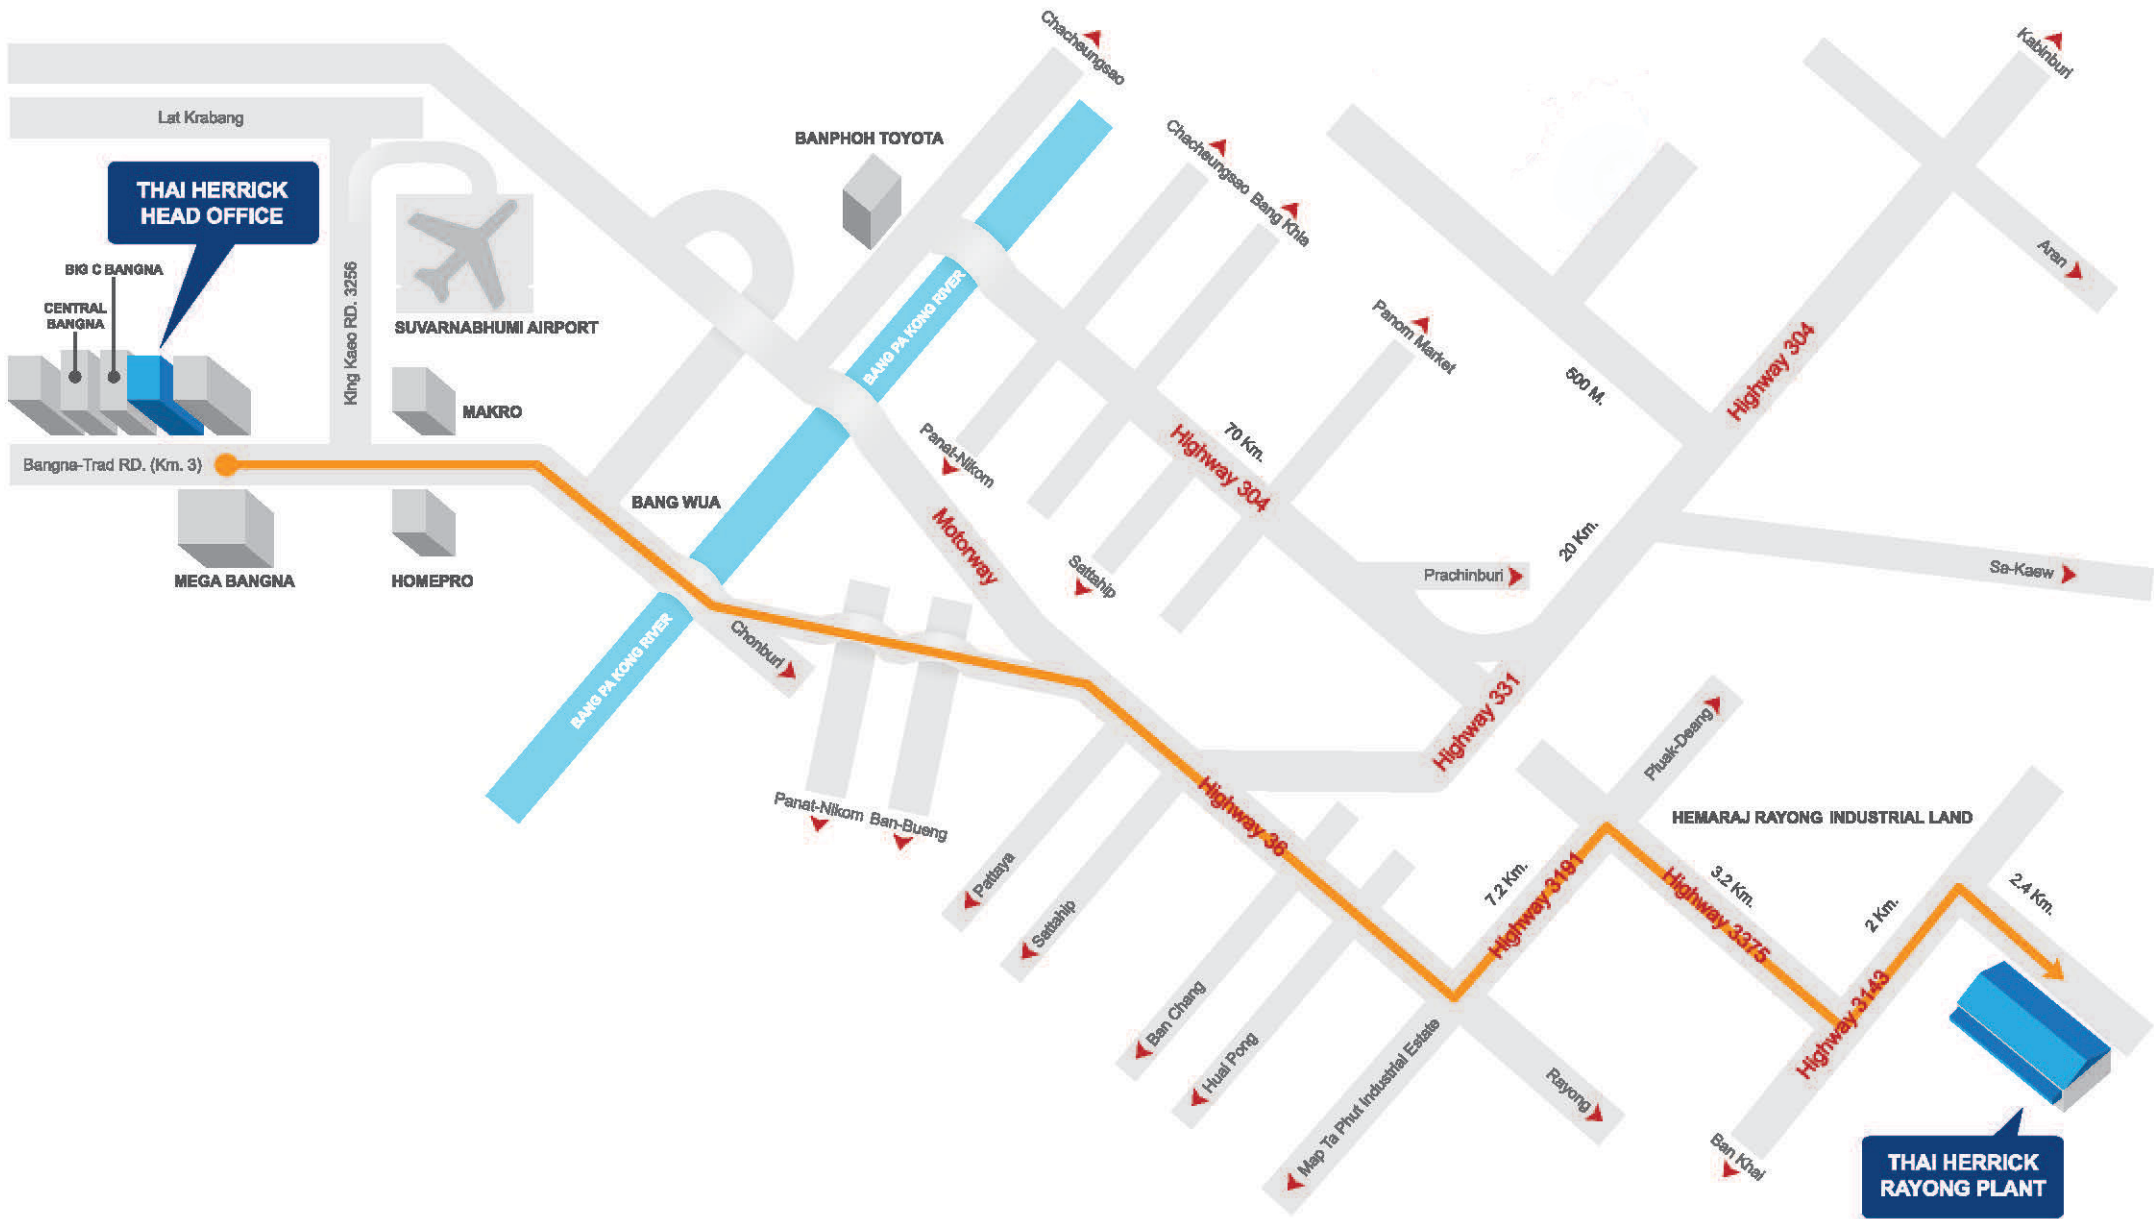 Chacheungsao
Kabinburi
Lat Krabang
BANPHOH TOYOTA
Chacheungsao
Bang Khla
THAI HERRICK
HEAD OFFICE
Aran
BIG C BANGNA
CENTRAL
BANGNA
King Kaeo RD. 3256
SUVARNABHUMI AIRPORT
BANG PA KONG RIVER
Panom Market
Highway 304
500 M.
MAKRO
Panat-Nikom
70 Km.
Highway 304
Bangna-Trad RD. (Km. 3)
BANG WUA
Motorway
20 Km.
MEGA BANGNA
HOMEPRO
Sattahip
Prachinburi
Sa-Kaew
BANG PA KONG RIVER
Chonburi
Highway 331
Pluak-Deang
Panat-Nikom
Ban-Bueng
Highway 36
HEMARAJ RAYONG INDUSTRIAL LAND
Pattaya
Sattahip
7.2 Km.
Highway 3191
3.2 Km.
Highway 3375
2 Km.
2.4 Km.
Ban Chang
Huai Pong
Map Ta Phut Industrial Estate
Rayong
Highway 3143
Ban Khai
THAI HERRICK
RAYONG PLANT